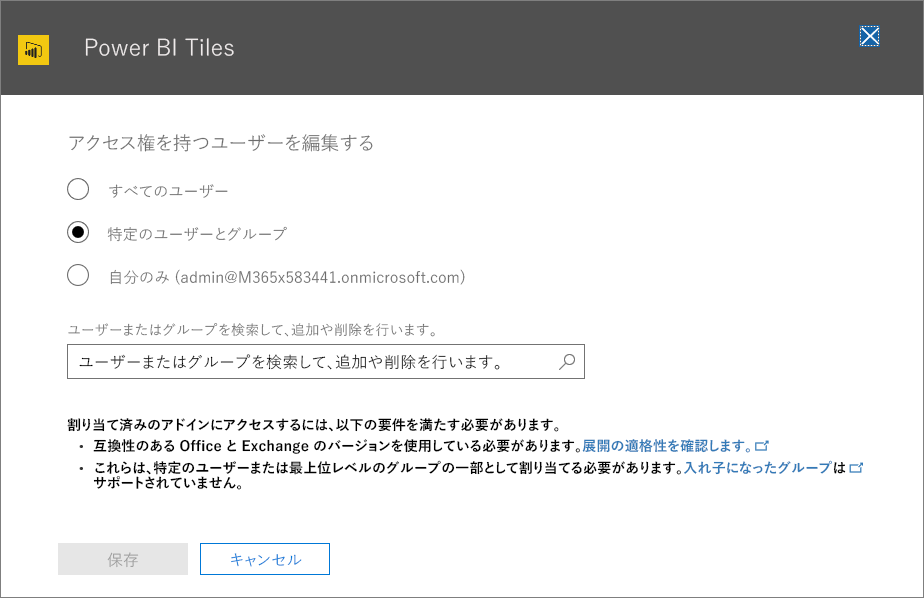 Power BI Tiles
アクセス権を持つユーザーを編集する
すべてのユーザー
特定のユーザーとグループ
自分のみ (admin@M365x583441.onmicrosoft.com)
ユーザーまたはグループを検索して、追加や削除を行います。
ユーザーまたはグループを検索して、追加や削除を行います。
割り当て済みのアドインにアクセスするには、以下の要件を満たす必要があります。
• 互換性のある Office と Exchange のバージョンを使用している必要があります。展開の適格性を確認します。
• これらは、特定のユーザーまたは最上位レベルのグループの一部として割り当てる必要があります。入れ子になったグループは
サポートされていません。
保存
キャンセル